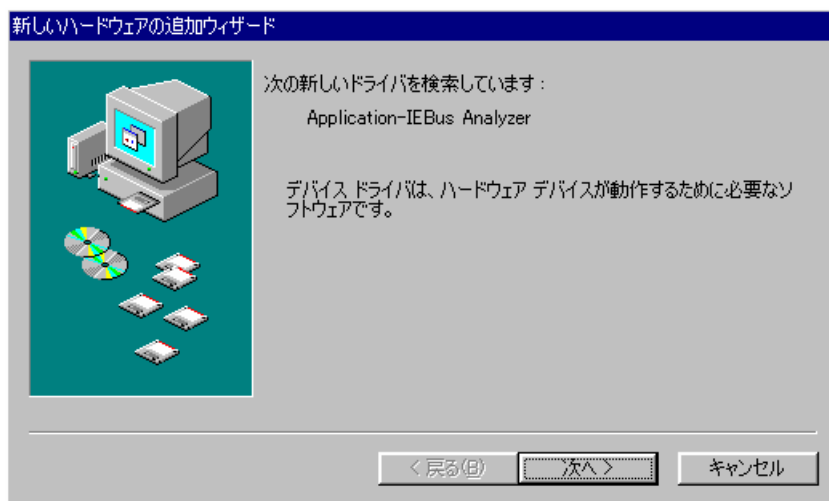 新しいハードウェアの追加ウィザード
次の新しいドライバを検索しています：
Application-IEBus Analyzer
デバイス ドライバは、ハードウェア デバイスが動作するために必要なソ
フトウェアです。
< 戻る(B)
次へ >
キャンセル